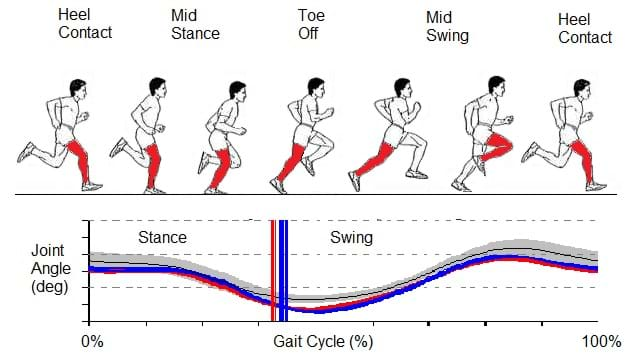 Heel
Contact
Mid
Stance
Toe
Off
Mid
Swing
Heel
Contact
Joint
Angle
(deg)
Stance
Swing
0%
Gait Cycle (%)
100%